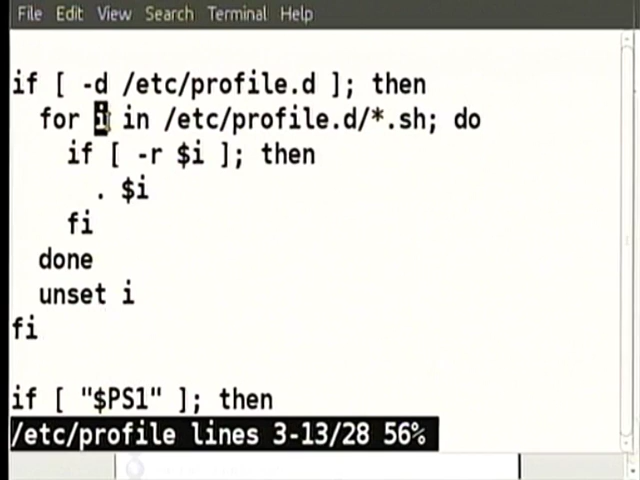 File Edit View Search Terminal Help
if [ -d /etc/profile.d ]; then
for i in /etc/profile.d/*.sh; do
if [ -r $i ]; then
. $i
fi
done
unset i
fi
if [ "$PS1" ]; then
/etc/profile lines 3-13/28 56%